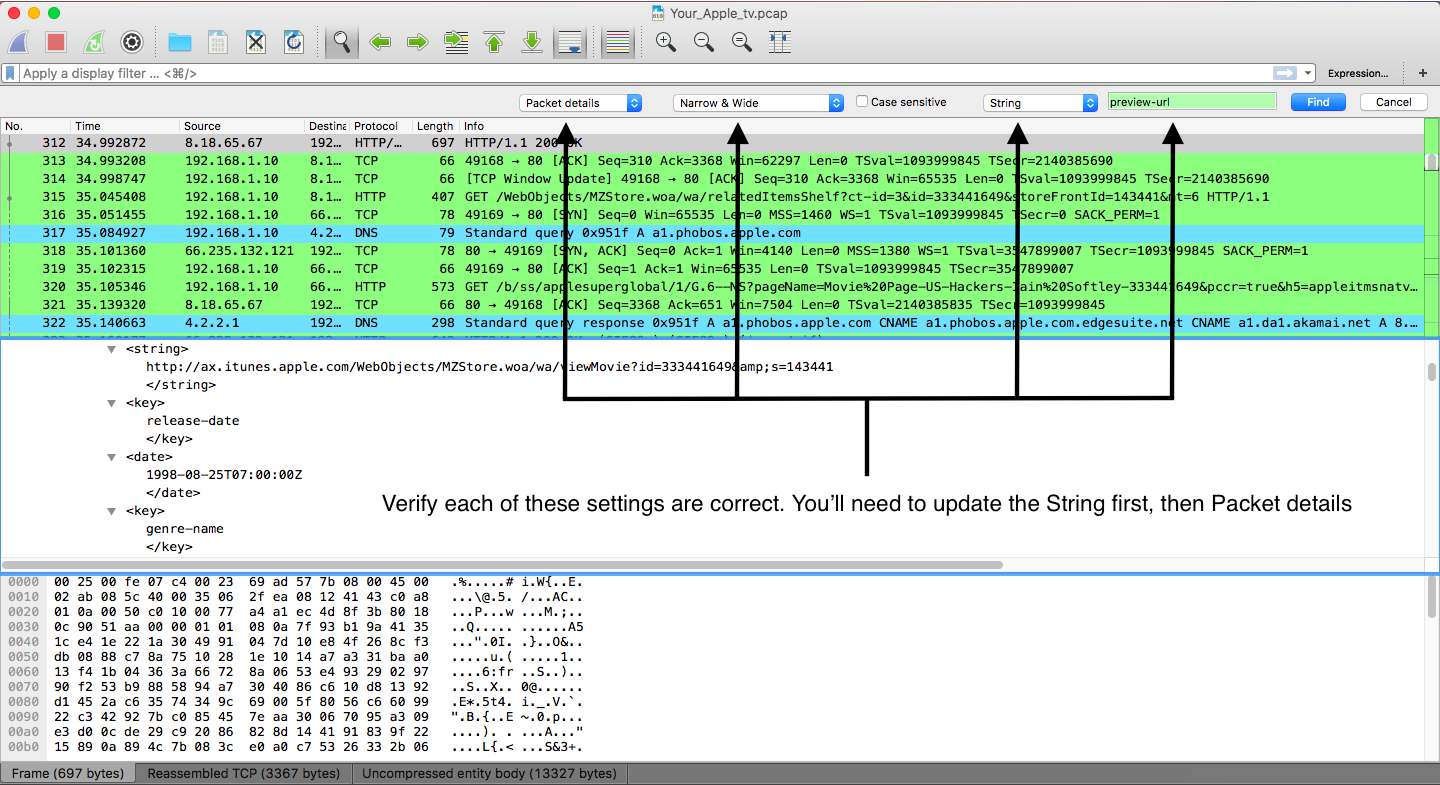 Your_Apple_tv.pcap
Apply a display filter ... <⌘/>
Expression...
+
Packet details
Narrow & Wide
Case sensitive
String
preview-url
Find
Cancel
No. Time Source Destina Protocol Length Info
312 34.992872 8.18.65.67 192... HTTP/... 697 HTTP/1.1 200 OK
313 34.993208 192.168.1.10 8.1... TCP 66 49168 → 80 [ACK] Seq=310 Ack=3368 Win=62297 Len=0 TSval=1093999845 TSecr=2140385690
314 34.998747 192.168.1.10 8.1... TCP 66 [TCP Window Update] 49168 → 80 [ACK] Seq=310 Ack=3368 Win=65535 Len=0 TSval=1093999845 TSecr=2140385690
315 35.045408 192.168.1.10 8.1... HTTP 407 GET /WebObjects/MZStore.woa/wa/relatedItemsShelf?ct-id=3&id=333441649&storeFrontId=143441&mt=6 HTTP/1.1
316 35.051455 192.168.1.10 66.... TCP 78 49169 → 80 [SYN] Seq=0 Win=65535 Len=0 MSS=1460 WS=1 TSval=1093999845 TSecr=0 SACK_PERM=1
317 35.084927 192.168.1.10 4.2... DNS 79 Standard query 0x951f A a1.phobos.apple.com
318 35.101360 66.235.132.121 192... TCP 78 80 → 49169 [SYN, ACK] Seq=0 Ack=1 Win=4140 Len=0 MSS=1380 WS=1 TSval=3547899007 TSecr=1093999845 SACK_PERM=1
319 35.102315 192.168.1.10 66.... TCP 66 49169 → 80 [ACK] Seq=1 Ack=1 Win=65535 Len=0 TSval=1093999845 TSecr=3547899007
320 35.105346 192.168.1.10 66.... HTTP 573 GET /b/ss/applesuperglobal/1/G.6--NS?pageName=Movie%20Page-US-Hackers-Iain%20Softley-333441649&pccr=true&h5=appleitmsnatv...
321 35.139320 8.18.65.67 192... TCP 66 80 → 49168 [ACK] Seq=3368 Ack=651 Win=7504 Len=0 TSval=2140385835 TSecr=1093999845
322 35.140663 4.2.2.1 192... DNS 298 Standard query response 0x951f A a1.phobos.apple.com CNAME a1.phobos.apple.com.edgesuite.net CNAME a1.da1.akamai.net A 8....
<string>
http://ax.itunes.apple.com/WebObjects/MZStore.woa/wa/viewMovie?id=333441649&amp;s=143441
</string>
<key>
release-date
</key>
<date>
1998-08-25T07:00:00Z
</date>
<key>
genre-name
</key>
Verify each of these settings are correct. You’ll need to update the String first, then Packet details
0000 00 25 00 fe 07 c4 00 23 69 ad 57 7b 08 00 45 00 .%.....# i.W{..E.
0010 02 ab 08 5c 40 00 35 06 2f ea 08 12 41 43 c0 a8 ...\@.5. /...AC..
0020 01 0a 00 50 c0 10 00 77 a4 a1 ec 4d 8f 3b 80 18 ...P...w ...M.;..
0030 0c 90 51 aa 00 00 01 01 08 0a 7f 93 b1 9a 41 35 ..Q..... ......A5
0040 1c e4 1e 22 1a 30 49 91 04 7d 10 e8 4f 26 8c f3 ...".0I. .}..O&..
0050 db 08 88 c7 8a 75 10 28 1e 10 14 a7 a3 31 ba a0 .....u.( .....1..
0060 13 f4 1b 04 36 3a 66 72 8a 06 53 e4 93 29 02 97 ....6:fr ..S..)..
0070 90 f2 53 b9 88 58 94 a7 30 40 86 c6 10 d8 13 92 ..S..X.. 0@......
0080 d1 45 2a c6 35 74 34 9c 69 00 5f 80 56 c6 60 99 .E*.5t4. i._.V.`.
0090 22 c3 42 92 7b c0 85 45 7e aa 30 06 70 95 a3 09 ".B.{..E ~.0.p...
00a0 e3 d0 0c de 29 c9 20 86 82 8d 14 41 91 83 9f 22 ....). . ...A..."
00b0 15 89 0a 89 4c 7b 08 3c e0 a0 c7 53 26 33 2b 06 ....L{.< ...S&3+.
Frame (697 bytes) Reassembled TCP (3367 bytes) Uncompressed entity body (13327 bytes)